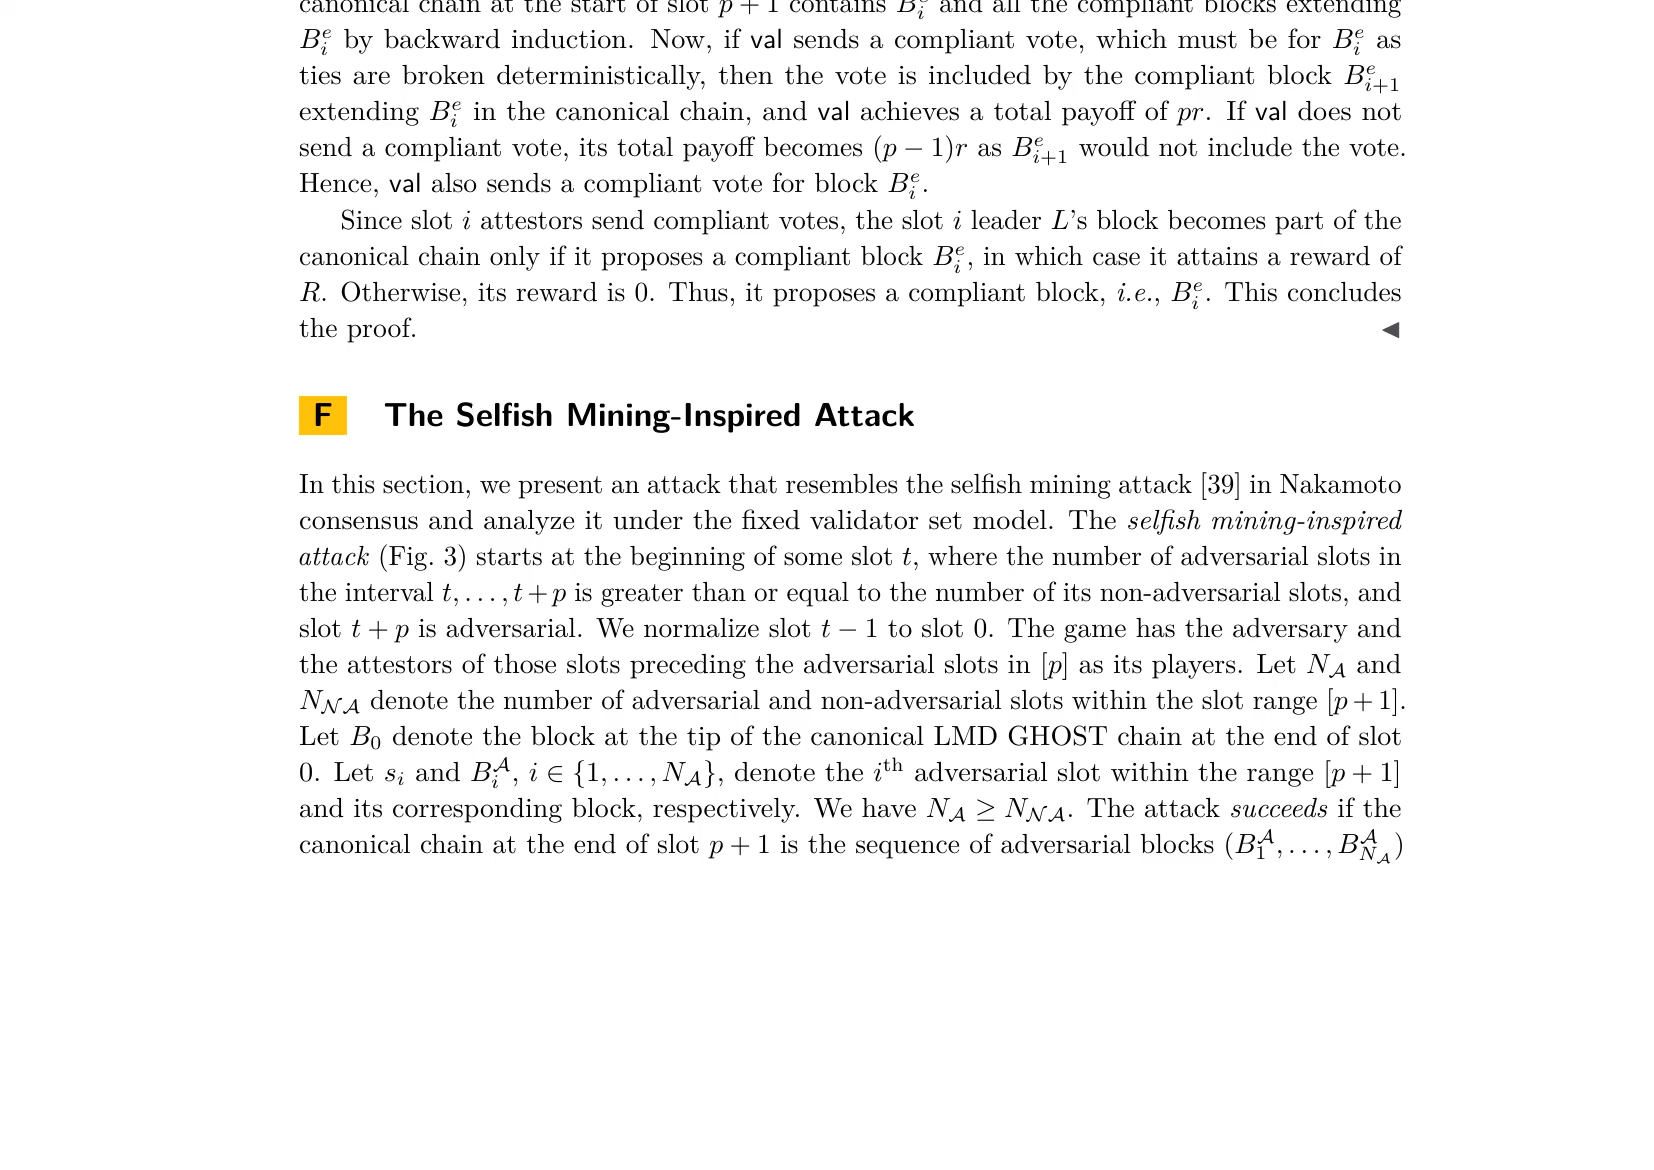 canonical chain at the start of slot p + 1 contains B_i^e and all the compliant blocks extending
B_i^e by backward induction. Now, if val sends a compliant vote, which must be for B_i^e as
ties are broken deterministically, then the vote is included by the compliant block B_{i+1}^e
extending B_i^e in the canonical chain, and val achieves a total payoff of pr. If val does not
send a compliant vote, its total payoff becomes (p − 1)r as B_{i+1}^e would not include the vote.
Hence, val also sends a compliant vote for block B_i^e.
Since slot i attestors send compliant votes, the slot i leader L's block becomes part of the
canonical chain only if it proposes a compliant block B_i^e, in which case it attains a reward of
R. Otherwise, its reward is 0. Thus, it proposes a compliant block, i.e., B_i^e. This concludes
the proof. ◀
F The Selfish Mining-Inspired Attack
In this section, we present an attack that resembles the selfish mining attack [39] in Nakamoto
consensus and analyze it under the fixed validator set model. The selfish mining-inspired
attack (Fig. 3) starts at the beginning of some slot t, where the number of adversarial slots in
the interval t, . . . , t + p is greater than or equal to the number of its non-adversarial slots, and
slot t + p is adversarial. We normalize slot t − 1 to slot 0. The game has the adversary and
the attestors of those slots preceding the adversarial slots in [p] as its players. Let N_𝒜 and
N_{𝒩𝒜} denote the number of adversarial and non-adversarial slots within the slot range [p + 1].
Let B_0 denote the block at the tip of the canonical LMD GHOST chain at the end of slot
0. Let s_i and B_i^𝒜, i ∈ {1, . . . , N_𝒜}, denote the i^th adversarial slot within the range [p + 1]
and its corresponding block, respectively. We have N_𝒜 ≥ N_{𝒩𝒜}. The attack succeeds if the
canonical chain at the end of slot p + 1 is the sequence of adversarial blocks (B_1^𝒜, . . . , B_{N_𝒜}^𝒜)